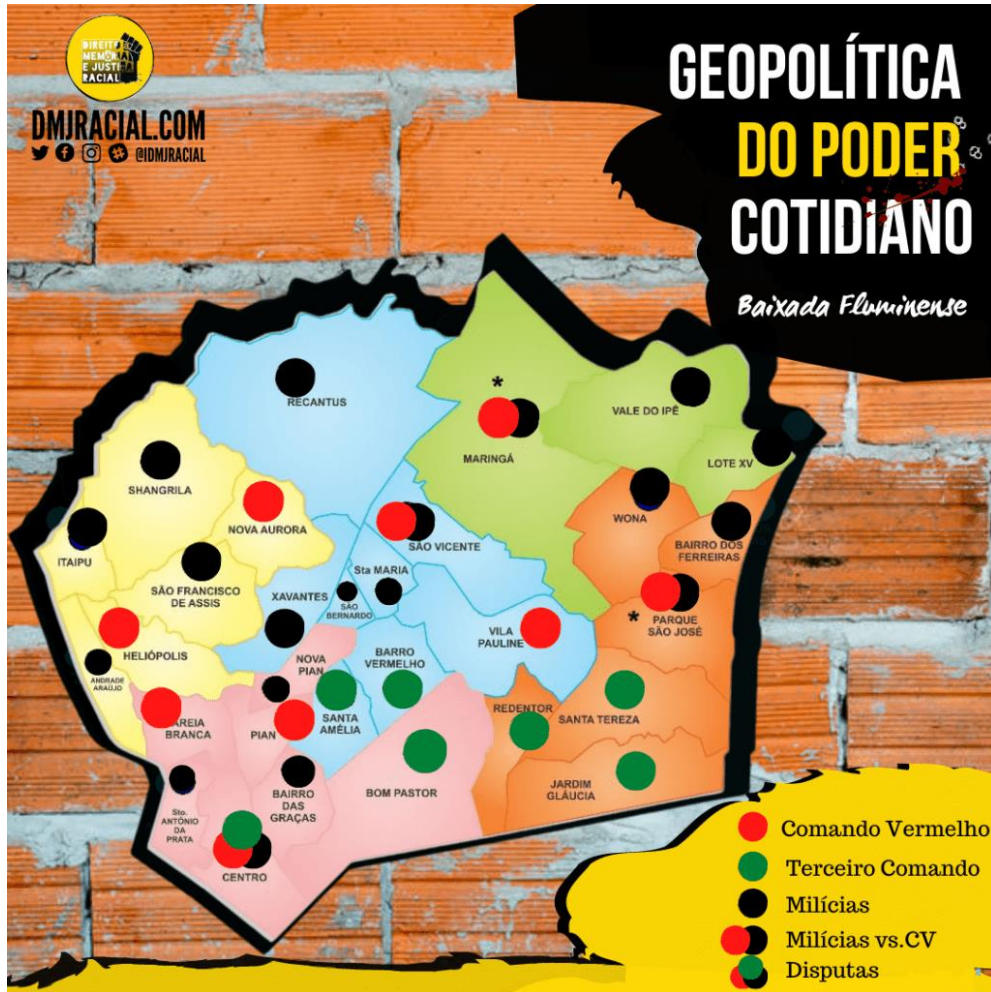 DIREITO
MEMÓRIA
E JUSTIÇA
RACIAL
DMJRACIAL.COM
@IDMJRACIAL
GEOPOLÍTICA
DO PODER
COTIDIANO
Baixada Fluminense
RECANTUS
MARINGÁ
*
VALE DO IPÊ
LOTE XV
SHANGRILA
NOVA AURORA
SÃO VICENTE
WONA
BAIRRO DOS
FERREIRAS
ITAIPU
SÃO FRANCISCO
DE ASSIS
XAVANTES
Sta MARIA
SÃO
BERNARDO
VILA
PAULINE
*
PARQUE
SÃO JOSÉ
HELIÓPOLIS
ANDRADE
ARAÚJO
NOVA
PIAN
BARRO
VERMELHO
AREIA
BRANCA
PIAN
SANTA
AMÉLIA
REDENTOR
SANTA TEREZA
Sto.
ANTÔNIO
DA
PRATA
BAIRRO
DAS
GRAÇAS
BOM PASTOR
JARDIM
GLÁUCIA
CENTRO
Comando Vermelho
Terceiro Comando
Milícias
Milícias vs.CV
Disputas